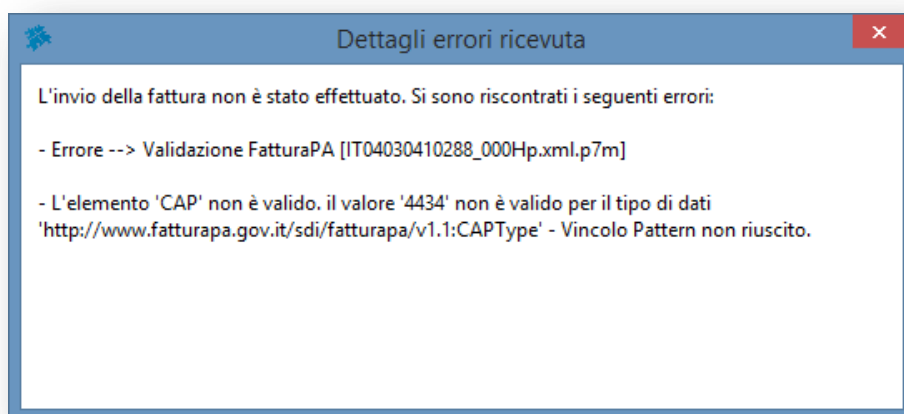 Dettagli errori ricevuta
L'invio della fattura non è stato effettuato. Si sono riscontrati i seguenti errori:
- Errore --> Validazione FatturaPA [IT04030410288_000Hp.xml.p7m]
- L'elemento 'CAP' non è valido. il valore '4434' non è valido per il tipo di dati
'http://www.fatturapa.gov.it/sdi/fatturapa/v1.1:CAPType' - Vincolo Pattern non riuscito.